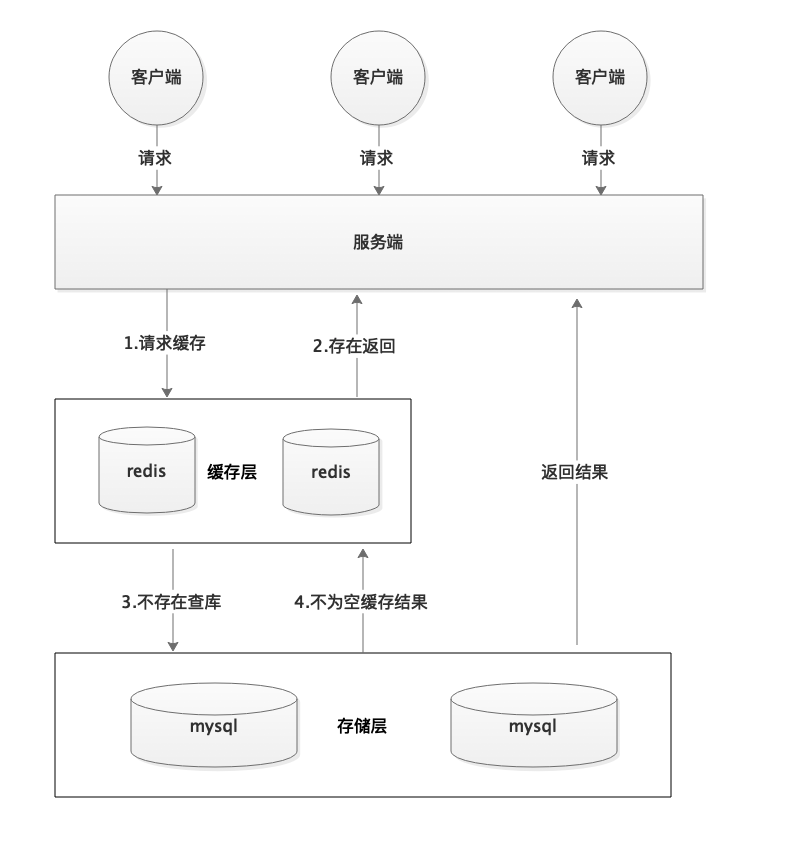 客户端
客户端
客户端
请求
请求
请求
服务端
1.请求缓存
2.存在返回
redis
缓存层
redis
返回结果
3.不存在查库
4.不为空缓存结果
mysql
存储层
mysql